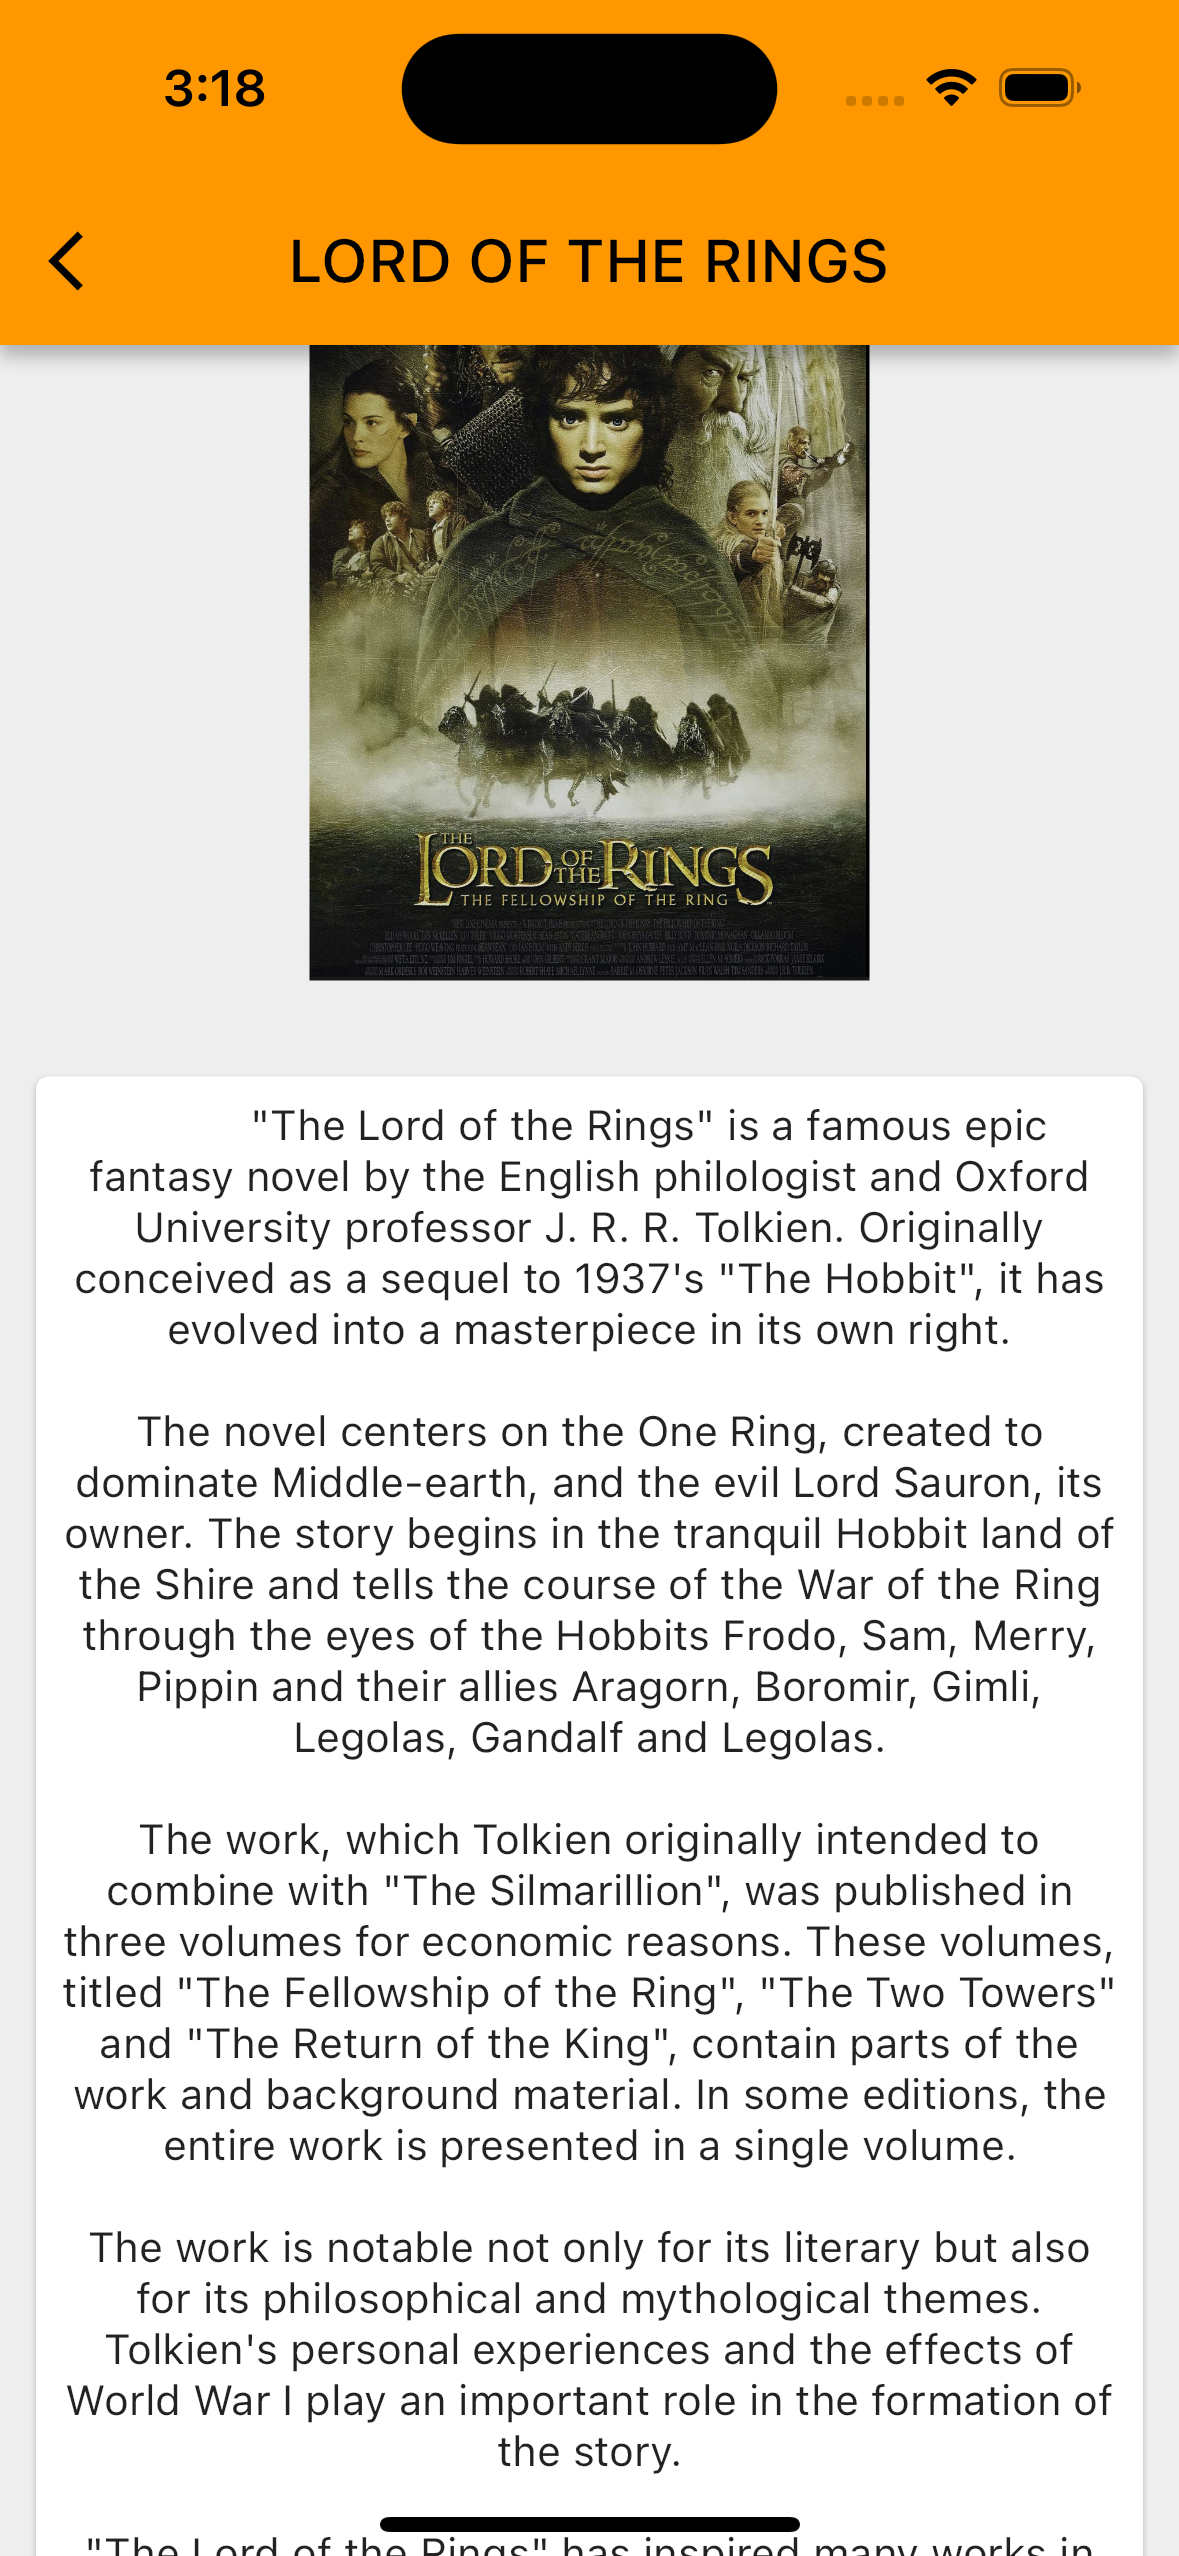 3:18
LORD OF THE RINGS
THE
LORD OF THE RINGS
THE FELLOWSHIP OF THE RING
"The Lord of the Rings" is a famous epic
fantasy novel by the English philologist and Oxford
University professor J. R. R. Tolkien. Originally
conceived as a sequel to 1937's "The Hobbit", it has
evolved into a masterpiece in its own right.
The novel centers on the One Ring, created to
dominate Middle-earth, and the evil Lord Sauron, its
owner. The story begins in the tranquil Hobbit land of
the Shire and tells the course of the War of the Ring
through the eyes of the Hobbits Frodo, Sam, Merry,
Pippin and their allies Aragorn, Boromir, Gimli,
Legolas, Gandalf and Legolas.
The work, which Tolkien originally intended to
combine with "The Silmarillion", was published in
three volumes for economic reasons. These volumes,
titled "The Fellowship of the Ring", "The Two Towers"
and "The Return of the King", contain parts of the
work and background material. In some editions, the
entire work is presented in a single volume.
The work is notable not only for its literary but also
for its philosophical and mythological themes.
Tolkien's personal experiences and the effects of
World War I play an important role in the formation of
the story.
"The Lord of the Rings" has inspired many works in